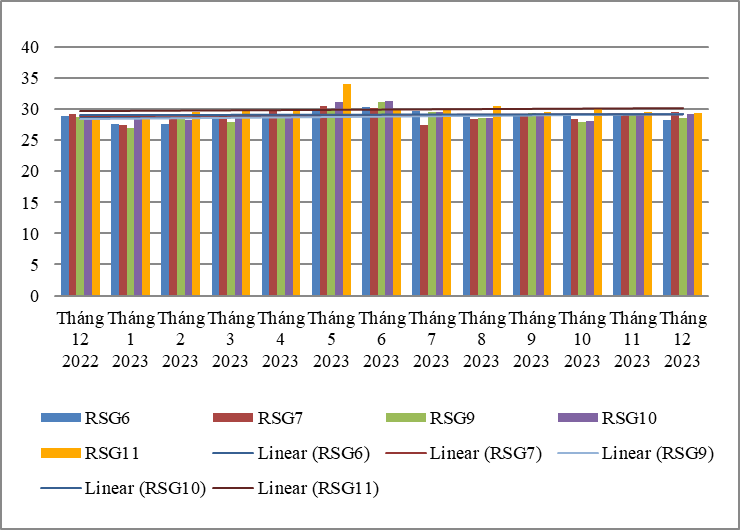 40
35
30
25
20
15
10
5
0
Tháng Tháng Tháng Tháng Tháng Tháng Tháng Tháng Tháng Tháng Tháng Tháng Tháng
12 1 2 3 4 5 6 7 8 9 10 11 12
2022 2023 2023 2023 2023 2023 2023 2023 2023 2023 2023 2023 2023
RSG6 RSG7 RSG9 RSG10
RSG11 Linear (RSG6) Linear (RSG7) Linear (RSG9)
Linear (RSG10) Linear (RSG11)